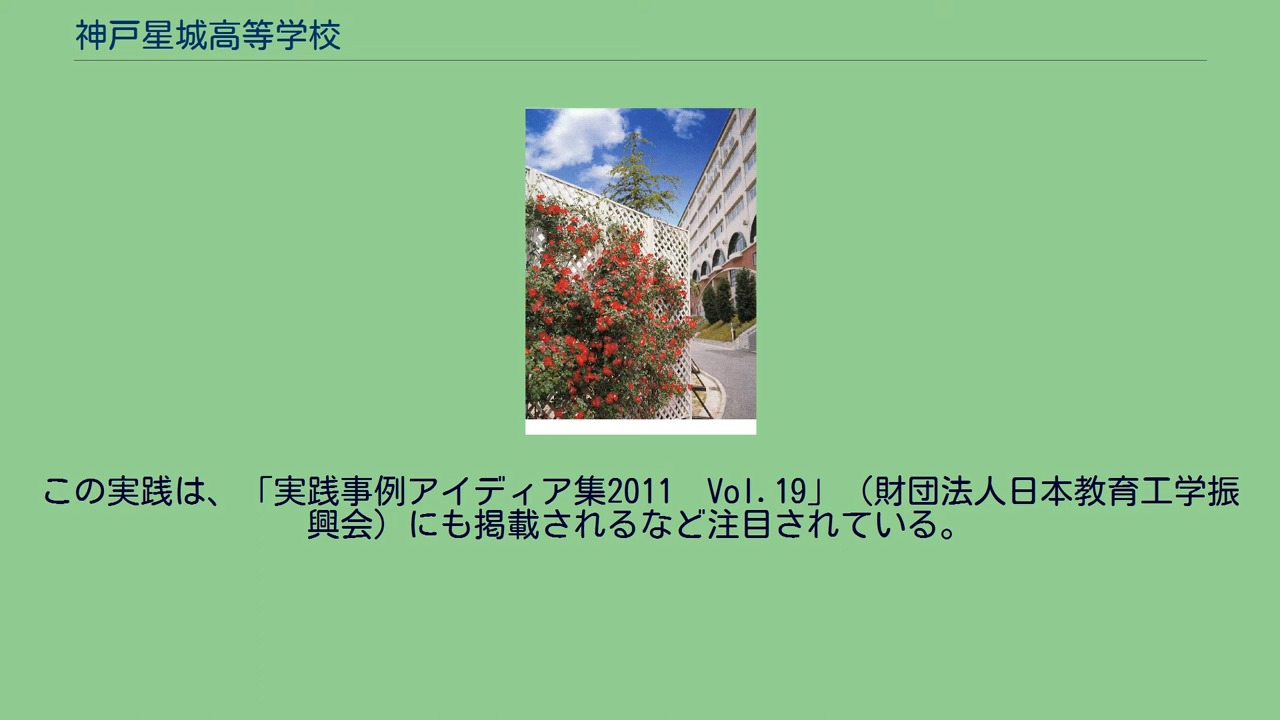 神戸星城高等学校
この実践は、「実践事例アイディア集2011　Vol.19」（財団法人日本教育工学振
興会）にも掲載されるなど注目されている。